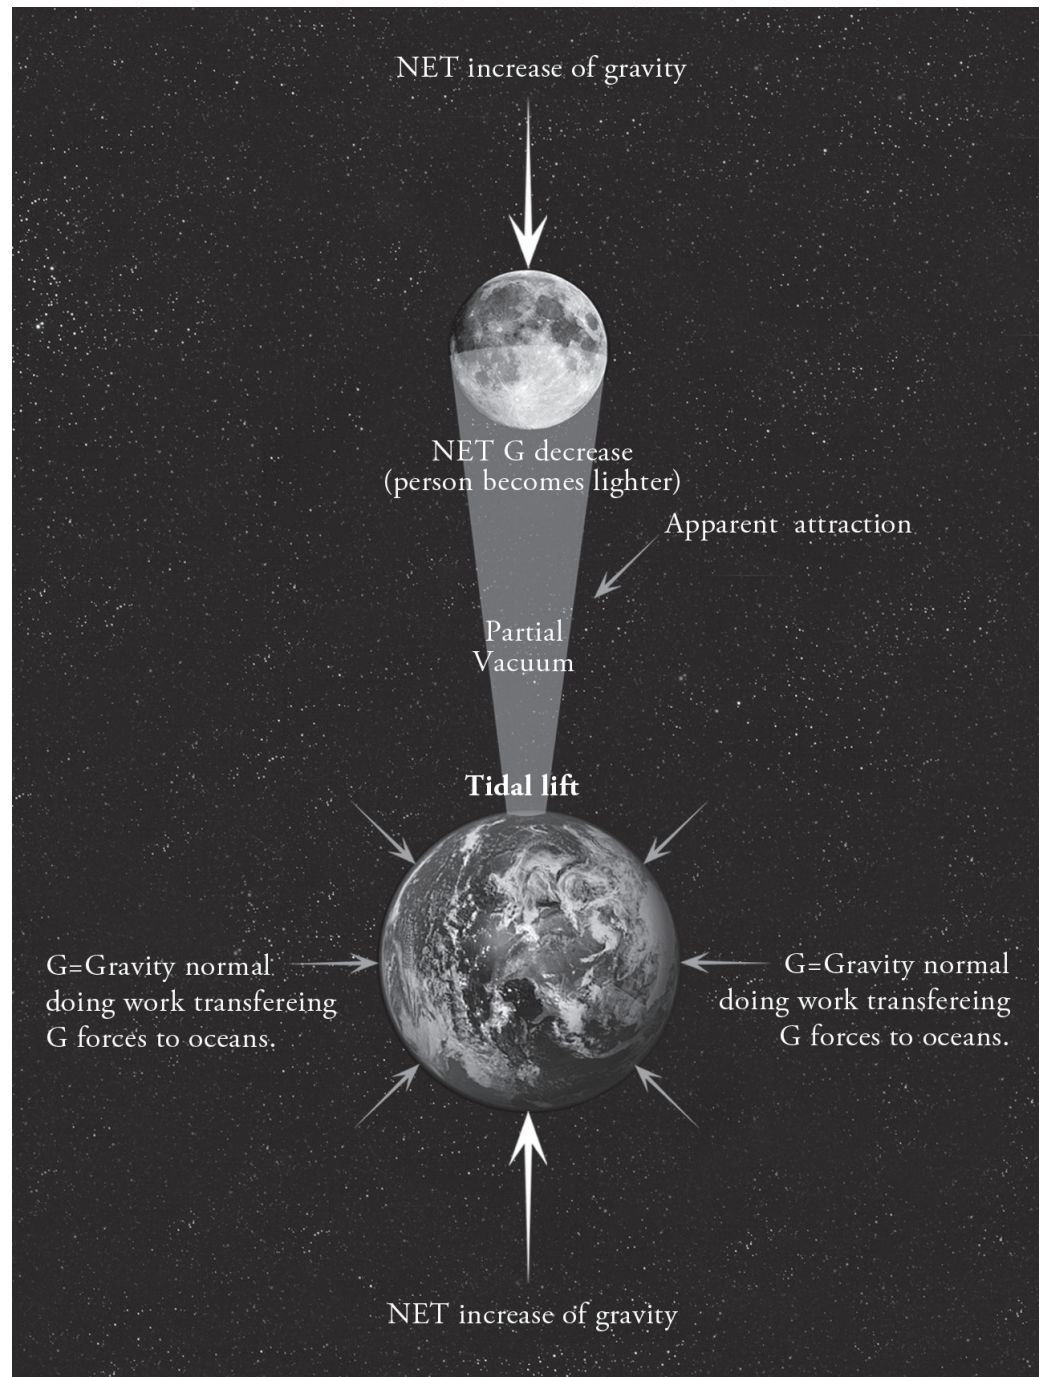 NET increase of gravity
NET G decrease
(person becomes lighter)
Apparent attraction
Partial
Vacuum
Tidal lift
G=Gravity normal
doing work transfereing
G forces to oceans.
G=Gravity normal
doing work transfereing
G forces to oceans.
NET increase of gravity